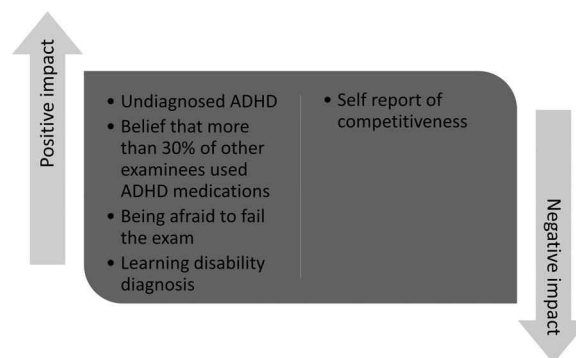 Positive impact
• Undiagnosed ADHD
• Belief that more
than 30% of other
examinees used
ADHD medications
• Being afraid to fail
the exam
• Learning disability
diagnosis
• Self report of
competitiveness
Negative impact